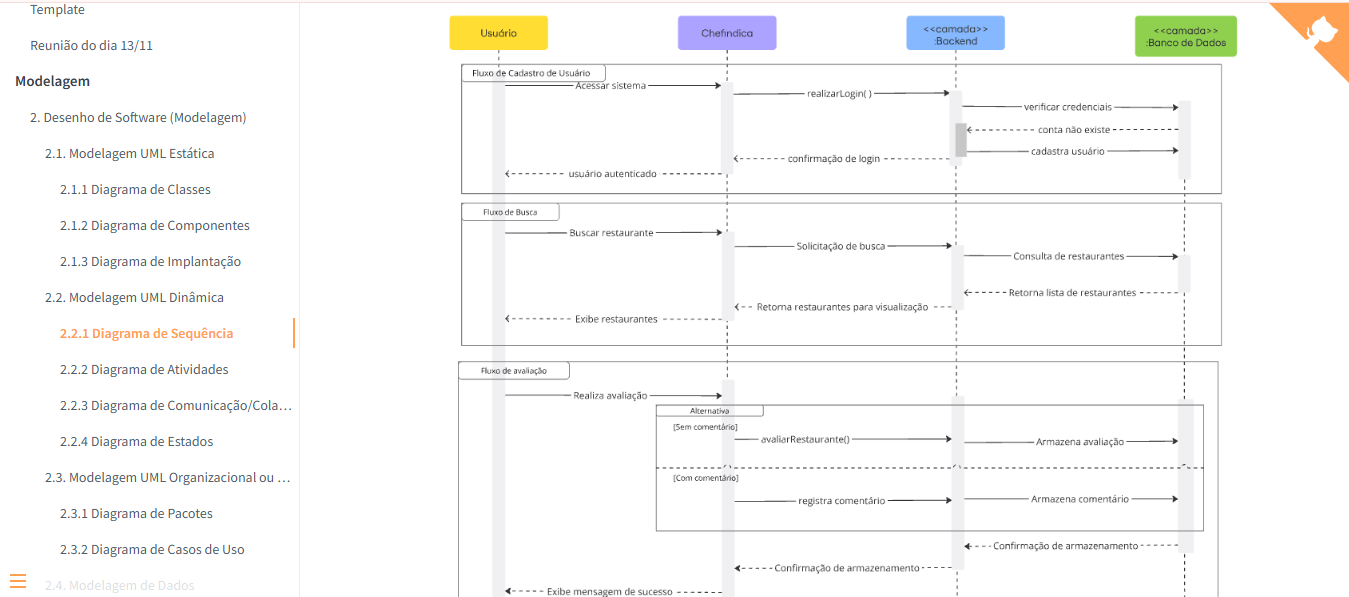 Template
Reunião do dia 13/11
Modelagem
2. Desenho de Software (Modelagem)
2.1. Modelagem UML Estática
2.1.1 Diagrama de Classes
2.1.2 Diagrama de Componentes
2.1.3 Diagrama de Implantação
2.2. Modelagem UML Dinâmica
2.2.1 Diagrama de Sequência
2.2.2 Diagrama de Atividades
2.2.3 Diagrama de Comunicação/Cola...
2.2.4 Diagrama de Estados
2.3. Modelagem UML Organizacional ou ...
2.3.1 Diagrama de Pacotes
2.3.2 Diagrama de Casos de Uso
2.4. Modelagem de Dados
Usuário
Chefindica
<<camada>>
:Backend
<<camada>>
:Banco de Dados
Fluxo de Cadastro de Usuário
Acessar sistema
realizarLogin( )
verificar credenciais
conta não existe
cadastra usuário
confirmação de login
usuário autenticado
Fluxo de Busca
Buscar restaurante
Solicitação de busca
Consulta de restaurantes
Retorna lista de restaurantes
Retorna restaurantes para visualização
Exibe restaurantes
Fluxo de avaliação
Realiza avaliação
Alternativa
[Sem comentário]
avaliarRestaurante()
Armazena avaliação
[Com comentário]
registra comentário
Armazena comentário
Confirmação de armazenamento
Confirmação de armazenamento
Exibe mensagem de sucesso